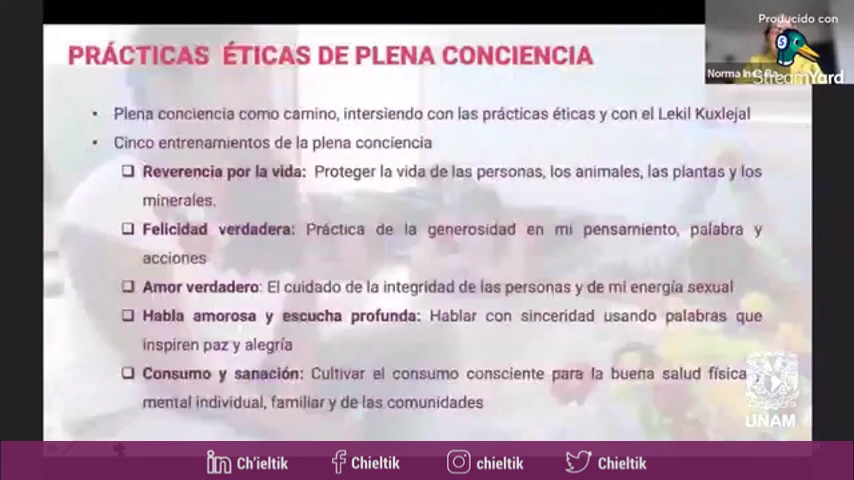 Producido con
StreamYard
Norma In
PRÁCTICAS ÉTICAS DE PLENA CONCIENCIA
• Plena conciencia como camino, intersiendo con las prácticas éticas y con el Lekil Kuxlejal
• Cinco entrenamientos de la plena conciencia
❑ Reverencia por la vida: Proteger la vida de las personas, los animales, las plantas y los
minerales.
❑ Felicidad verdadera: Práctica de la generosidad en mi pensamiento, palabra y
acciones
❑ Amor verdadero: El cuidado de la integridad de las personas y de mi energía sexual
❑ Habla amorosa y escucha profunda: Hablar con sinceridad usando palabras que
inspiren paz y alegría
❑ Consumo y sanación: Cultivar el consumo consciente para la buena salud física,
mental individual, familiar y de las comunidades
UNAM
Ch'ieltik Chieltik chieltik Chieltik